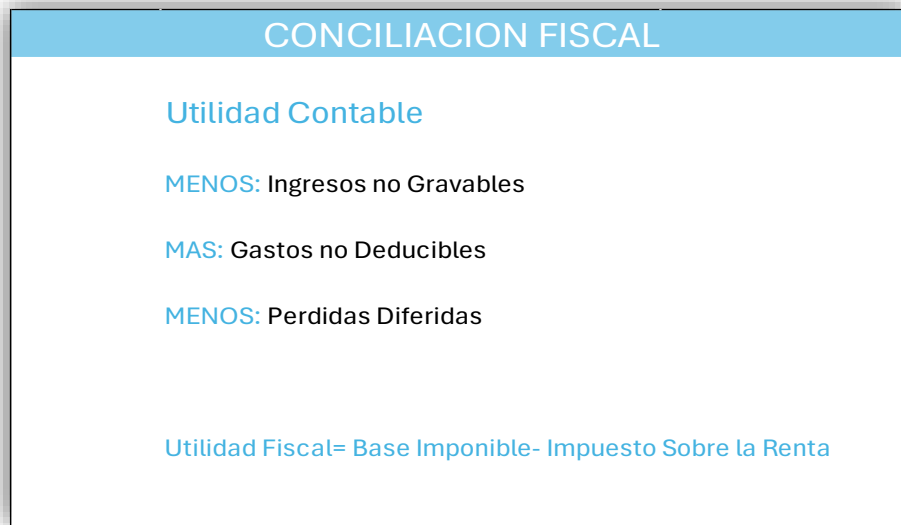 CONCILIACION FISCAL
Utilidad Contable
MENOS: Ingresos no Gravables
MAS: Gastos no Deducibles
MENOS: Perdidas Diferidas
Utilidad Fiscal= Base Imponible- Impuesto Sobre la Renta